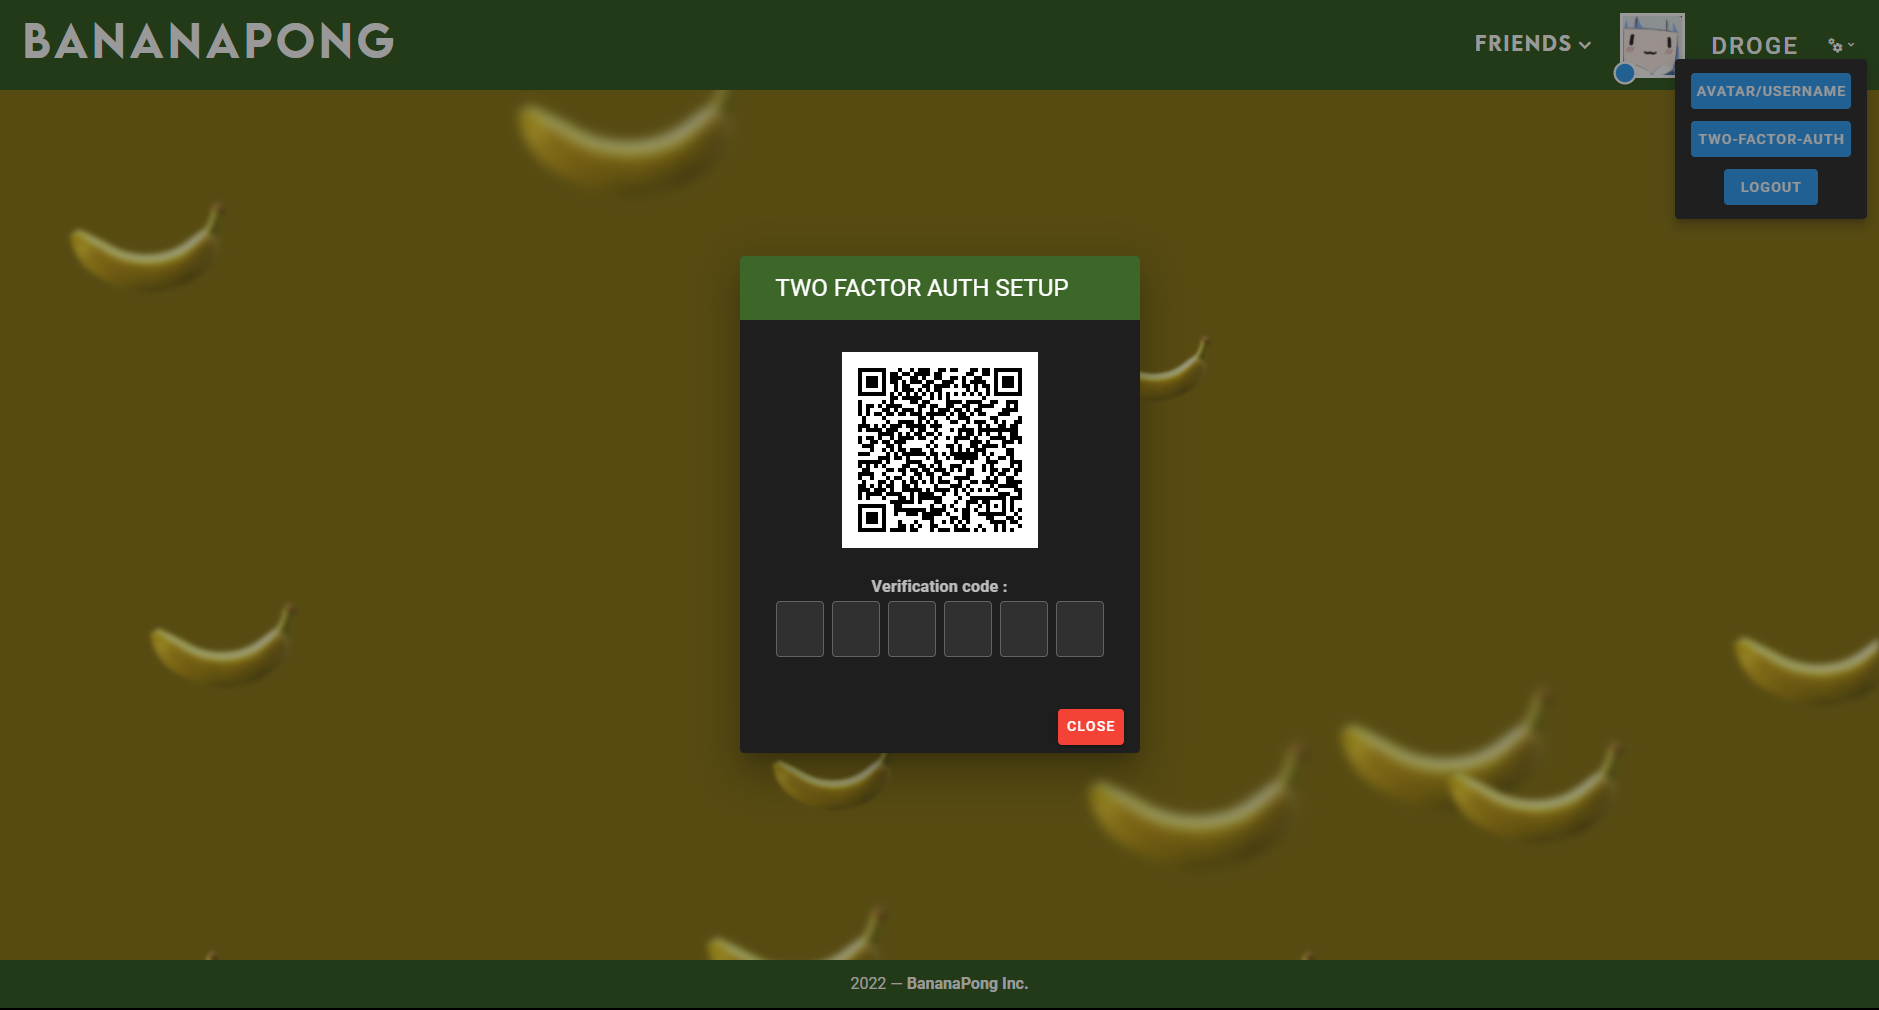 BANANAPONG
FRIENDS
DROGE
AVATAR/USERNAME
TWO-FACTOR-AUTH
LOGOUT
TWO FACTOR AUTH SETUP
Verification code :
CLOSE
2022 — BananaPong Inc.